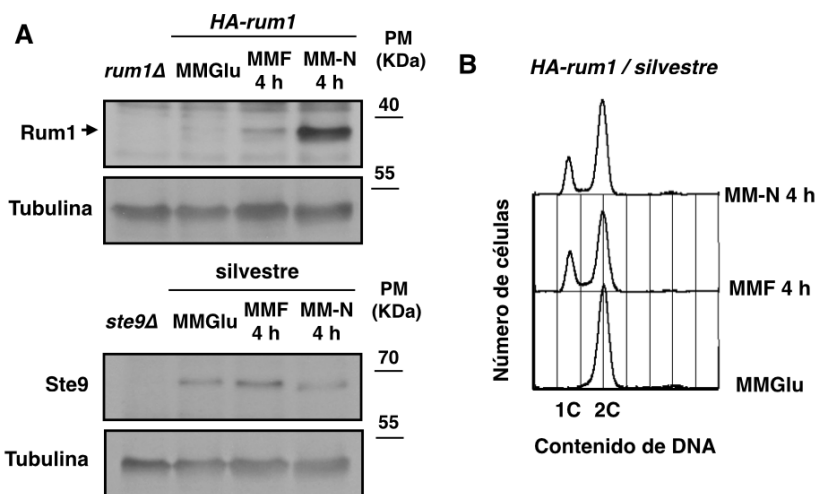 A
HA-rum1
rum1Δ MMGlu MMF 4 h MM-N 4 h
PM (KDa)
Rum1
40
55
Tubulina
silvestre
ste9Δ MMGlu MMF 4 h MM-N 4 h
PM (KDa)
Ste9
70
55
Tubulina
B
HA-rum1 / silvestre
Número de células
MM-N 4 h
MMF 4 h
MMGlu
1C 2C
Contenido de DNA